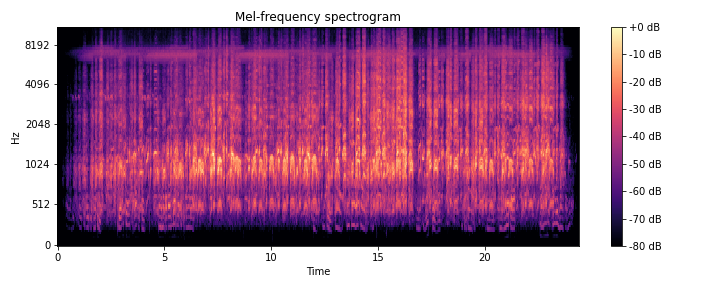 Mel-frequency spectrogram
8192
4096
2048
1024
512
0
Hz
0
5
10
15
20
Time
+0 dB
-10 dB
-20 dB
-30 dB
-40 dB
-50 dB
-60 dB
-70 dB
-80 dB